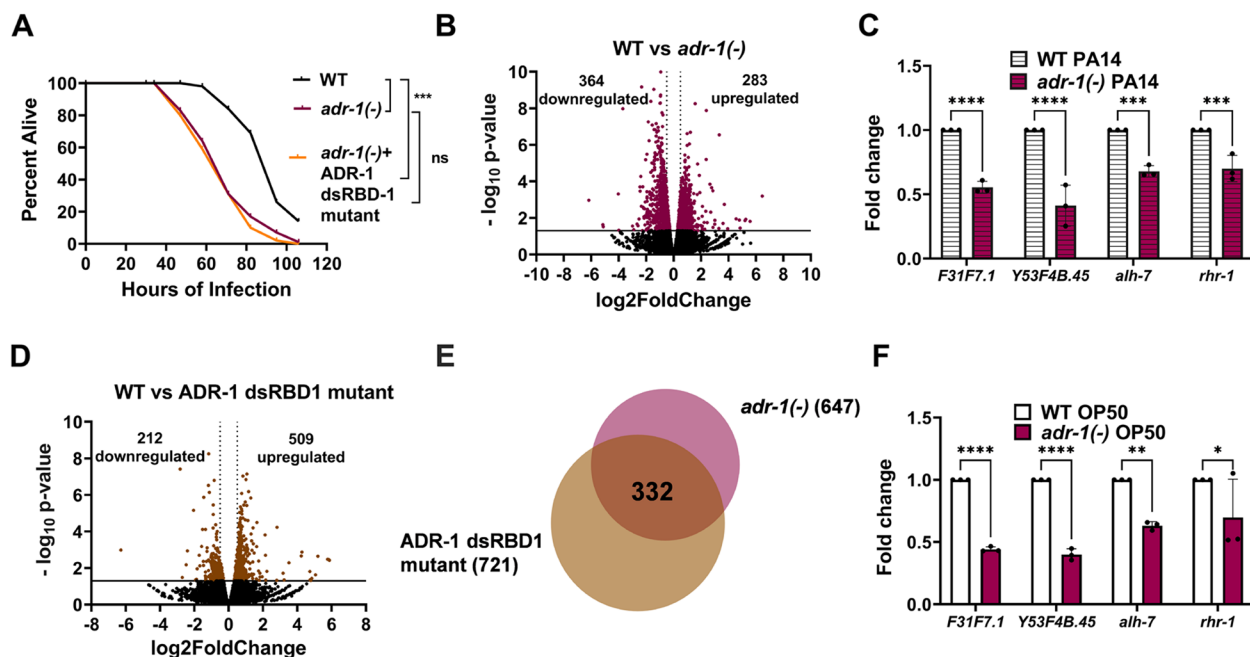 A
Percent Alive
100
80
60
40
20
0
0 20 40 60 80 100 120
Hours of Infection
WT
adr-1(-)
adr-1(-)+
ADR-1
dsRBD-1
mutant
***
ns
B
WT vs adr-1(-)
364
downregulated
283
upregulated
- log10 p-value
10
8
6
4
2
0
-10 -8 -6 -4 -2 0 2 4 6 8 10
log2FoldChange
C
WT PA14
adr-1(-) PA14
Fold change
1.5
1.0
0.5
0.0
**** **** *** ***
F31F7.1 Y53F4B.45 alh-7 rhr-1
D
WT vs ADR-1 dsRBD1 mutant
212
downregulated
509
upregulated
- log10 p-value
10
8
6
4
2
0
-8 -6 -4 -2 0 2 4 6 8
log2FoldChange
E
adr-1(-) (647)
332
ADR-1 dsRBD1
mutant (721)
F
WT OP50
adr-1(-) OP50
Fold change
1.5
1.0
0.5
0.0
**** **** ** *
F31F7.1 Y53F4B.45 alh-7 rhr-1